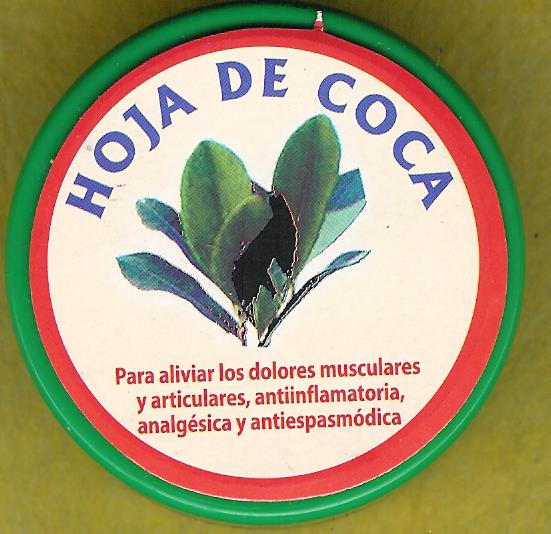 HOJA DE COCA
Para aliviar los dolores musculares
y articulares, antiinflamatoria,
analgésica y antiespasmódica